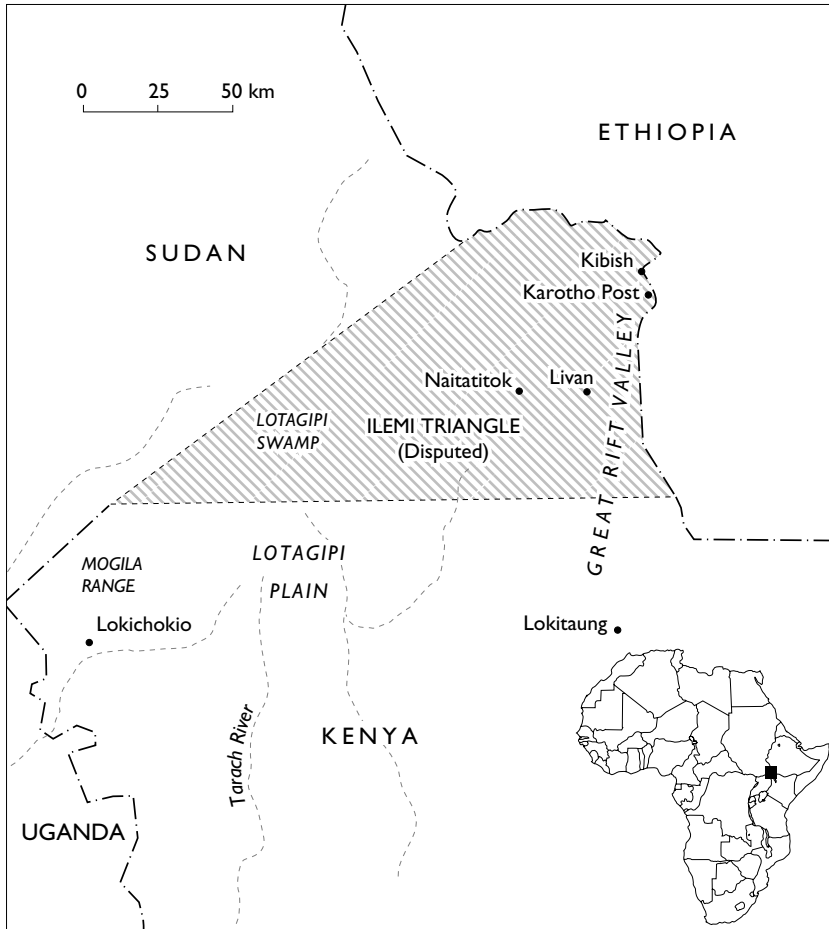 0 25 50 km
ETHIOPIA
SUDAN
Kibish
Karotho Post
GREAT RIFT VALLEY
Naitatitok
Livan
LOTAGIPI
SWAMP
ILEMI TRIANGLE
(Disputed)
LOTAGIPI
PLAIN
MOGILA
RANGE
Lokichokio
Lokitaung
Tarach River
KENYA
UGANDA